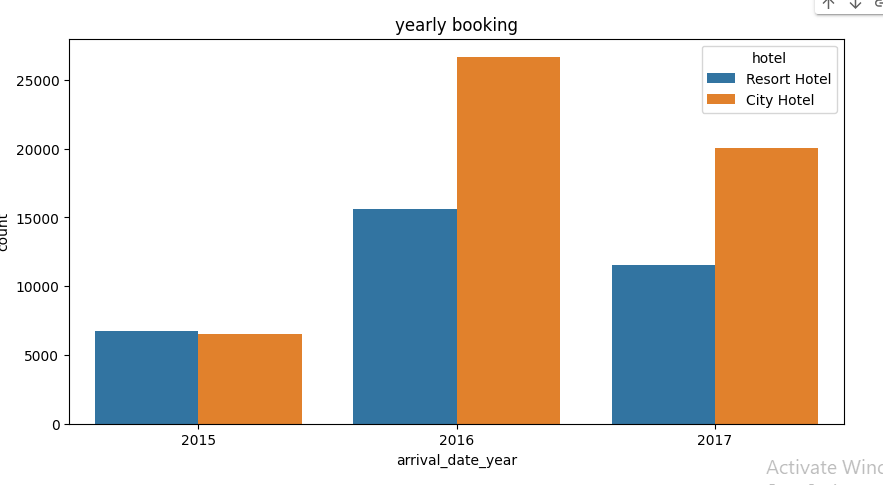 yearly booking
hotel
Resort Hotel
City Hotel
25000
20000
15000
10000
5000
0
count
2015 2016 2017
arrival_date_year
Activate Wind